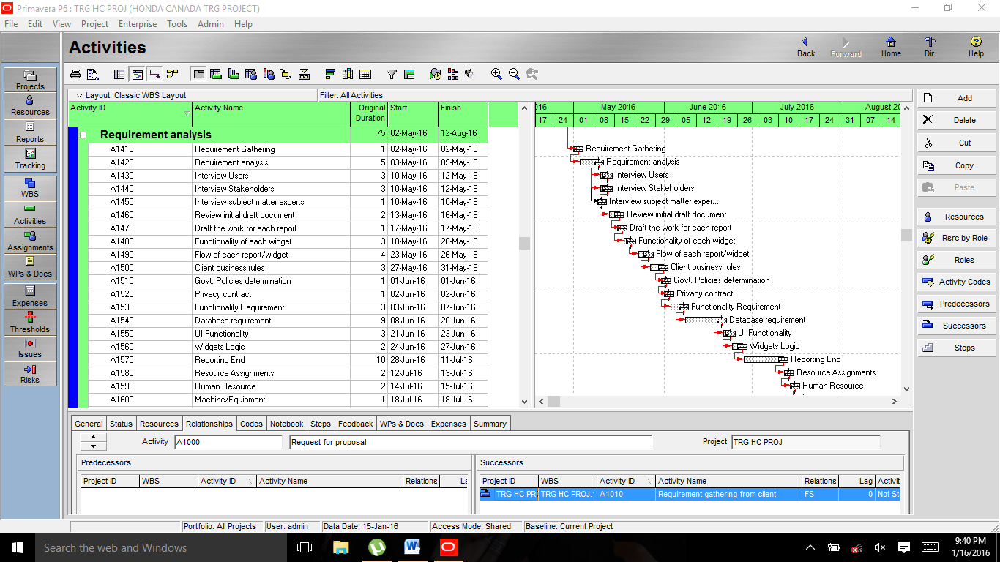 Primavera P6 : TRG HC PROJ (HONDA CANADA TRG PROJECT)
File Edit View Project Enterprise Tools Admin Help
Activities
Back Forward Home Dir. Help
Projects
Resources
Reports
Tracking
WBS
Activities
Assignments
WPs & Docs
Expenses
Thresholds
Issues
Risks
Layout: Classic WBS Layout Filter: All Activities
Activity ID Activity Name Original Duration Start Finish
Requirement analysis 75 02-May-16 12-Aug-16
A1410 Requirement Gathering 1 02-May-16 02-May-16
A1420 Requirement analysis 5 03-May-16 09-May-16
A1430 Interview Users 3 10-May-16 12-May-16
A1440 Interview Stakeholders 3 10-May-16 12-May-16
A1450 Interview subject matter experts 1 10-May-16 10-May-16
A1460 Review initial draft document 2 13-May-16 16-May-16
A1470 Draft the work for each report 1 17-May-16 17-May-16
A1480 Functionality of each widget 3 18-May-16 20-May-16
A1490 Flow of each report/widget 4 23-May-16 26-May-16
A1500 Client business rules 3 27-May-16 31-May-16
A1510 Govt. Policies determination 1 01-Jun-16 01-Jun-16
A1520 Privacy contract 1 02-Jun-16 02-Jun-16
A1530 Functionality Requirement 3 03-Jun-16 07-Jun-16
A1540 Database requirement 9 08-Jun-16 20-Jun-16
A1550 UI Functionality 3 21-Jun-16 23-Jun-16
A1560 Widgets Logic 2 24-Jun-16 27-Jun-16
A1570 Reporting End 10 28-Jun-16 11-Jul-16
A1580 Resource Assignments 2 12-Jul-16 13-Jul-16
A1590 Human Resource 2 14-Jul-16 15-Jul-16
A1600 Machine/Equipment 1 18-Jul-16 18-Jul-16
016 May 2016 June 2016 July 2016 August 20
17 24 01 08 15 22 29 05 12 19 26 03 10 17 24 31 07 14
Requirement Gathering
Requirement analysis
Interview Users
Interview Stakeholders
Interview subject matter exper...
Review initial draft document
Draft the work for each report
Functionality of each widget
Flow of each report/widget
Client business rules
Govt. Policies determination
Privacy contract
Functionality Requirement
Database requirement
UI Functionality
Widgets Logic
Reporting End
Resource Assignments
Human Resource
Add
Delete
Cut
Copy
Paste
Resources
Rsrc by Role
Roles
Activity Codes
Predecessors
Successors
Steps
General Status Resources Relationships Codes Notebook Steps Feedback WPs & Docs Expenses Summary
Activity A1000 Request for proposal Project TRG HC PROJ
Predecessors
Project ID WBS Activity ID Activity Name Relations La
Successors
Project ID WBS Activity ID Activity Name Relations Lag Activit
TRG HC PR TRG HC PROJ. A1010 Requirement gathering from client FS 0 Not St
Portfolio: All Projects User: admin Data Date: 15-Jan-16 Access Mode: Shared Baseline: Current Project
Search the web and Windows
9:40 PM
1/16/2016